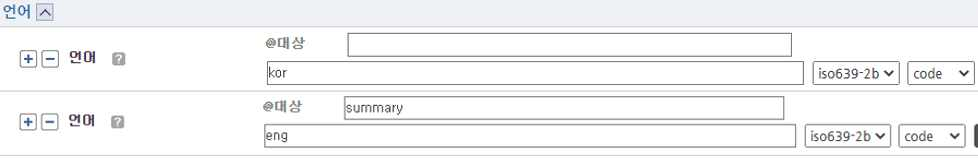 언어
@대상
+ - 언어 ?
kor iso639-2b code
@대상 summary
+ - 언어 ?
eng iso639-2b code